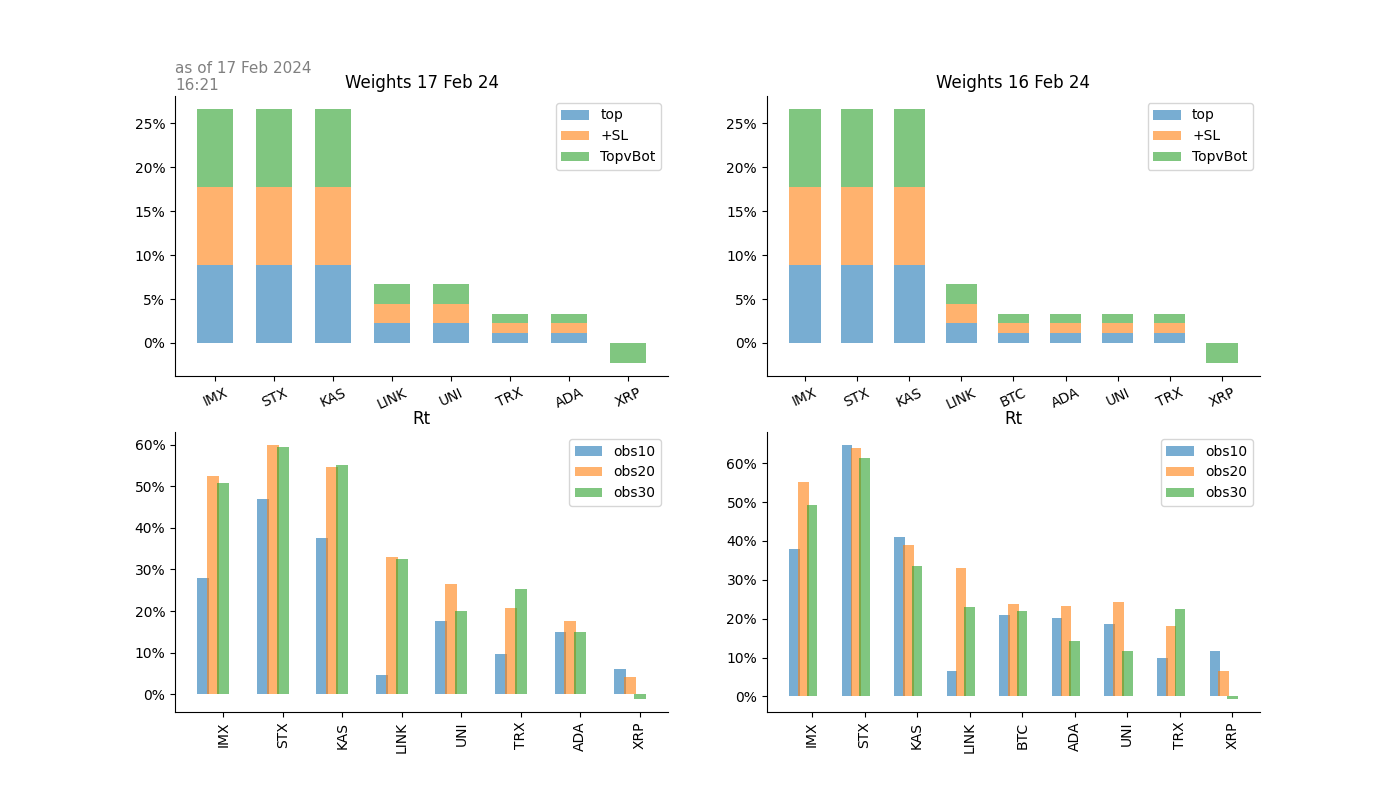 as of 17 Feb 2024
16:21
Weights 17 Feb 24
25%
20%
15%
10%
5%
0%
top
+SL
TopvBot
IMX
STX
KAS
LINK
UNI
TRX
ADA
XRP
Weights 16 Feb 24
25%
20%
15%
10%
5%
0%
top
+SL
TopvBot
IMX
STX
KAS
LINK
BTC
ADA
UNI
TRX
XRP
Rt
60%
50%
40%
30%
20%
10%
0%
obs10
obs20
obs30
IMX
STX
KAS
LINK
UNI
TRX
ADA
XRP
Rt
60%
50%
40%
30%
20%
10%
0%
obs10
obs20
obs30
IMX
STX
KAS
LINK
BTC
ADA
UNI
TRX
XRP